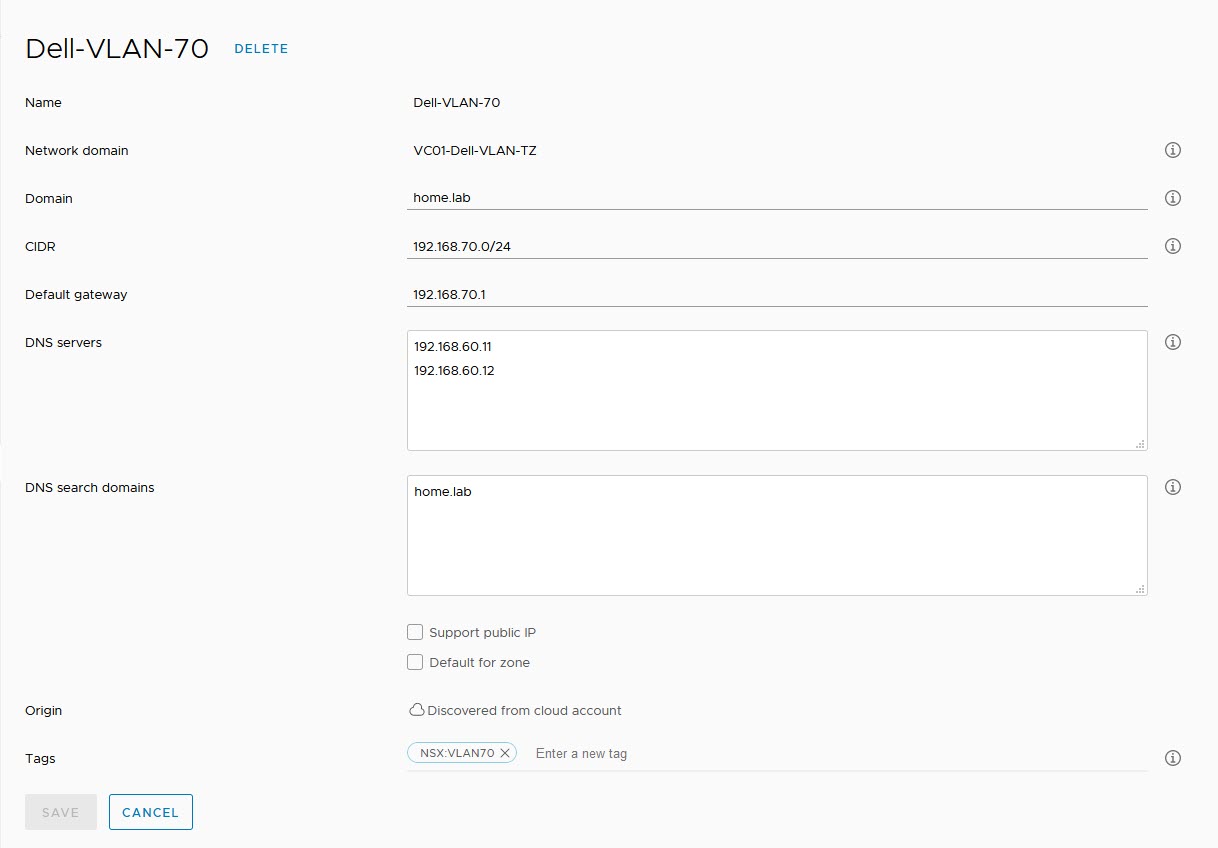 Dell-VLAN-70 DELETE
Name Dell-VLAN-70
Network domain VC01-Dell-VLAN-TZ
Domain home.lab
CIDR 192.168.70.0/24
Default gateway 192.168.70.1
DNS servers 192.168.60.11
192.168.60.12
DNS search domains home.lab
Support public IP
Default for zone
Origin Discovered from cloud account
Tags NSX:VLAN70 Enter a new tag
SAVE CANCEL